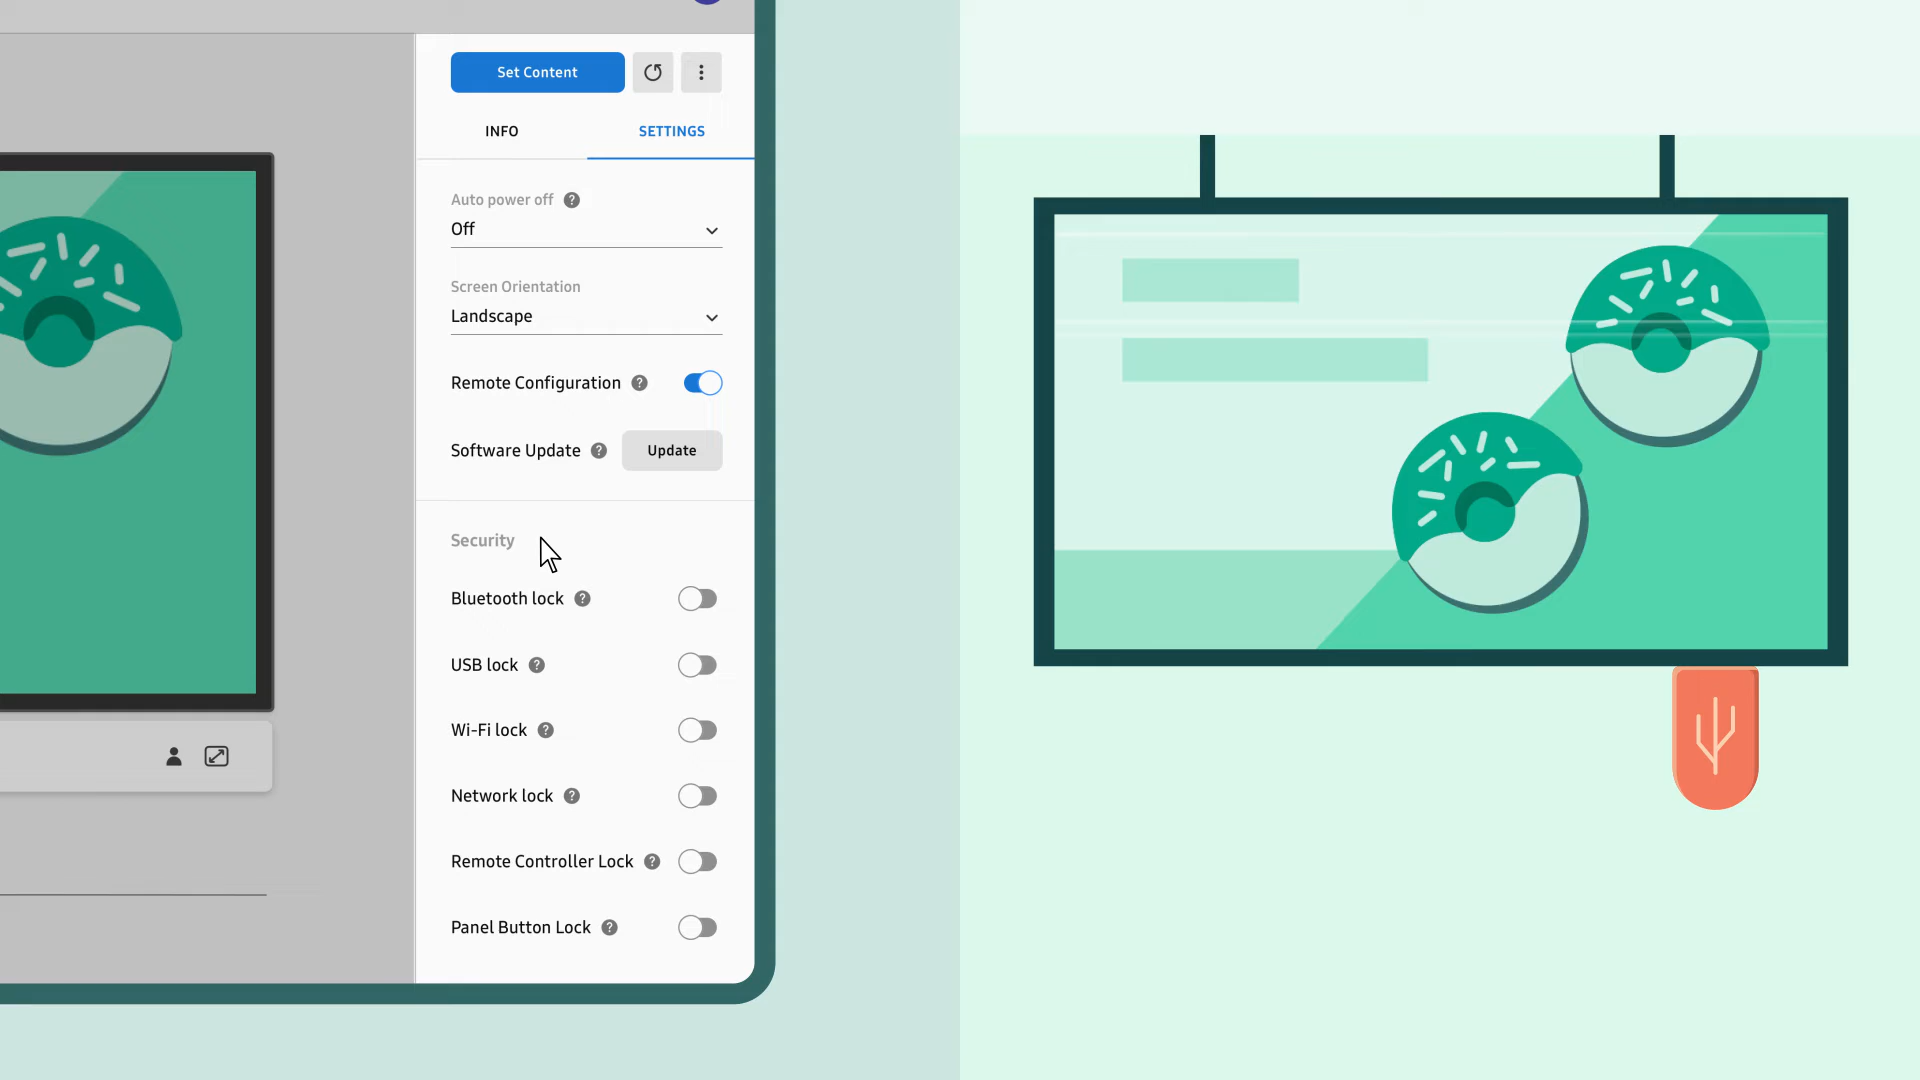 Set Content
INFO
SETTINGS
Auto power off ?
Off
Screen Orientation
Landscape
Remote Configuration ?
Software Update ?
Update
Security
Bluetooth lock ?
USB lock ?
Wi-Fi lock ?
Network lock ?
Remote Controller Lock ?
Panel Button Lock ?